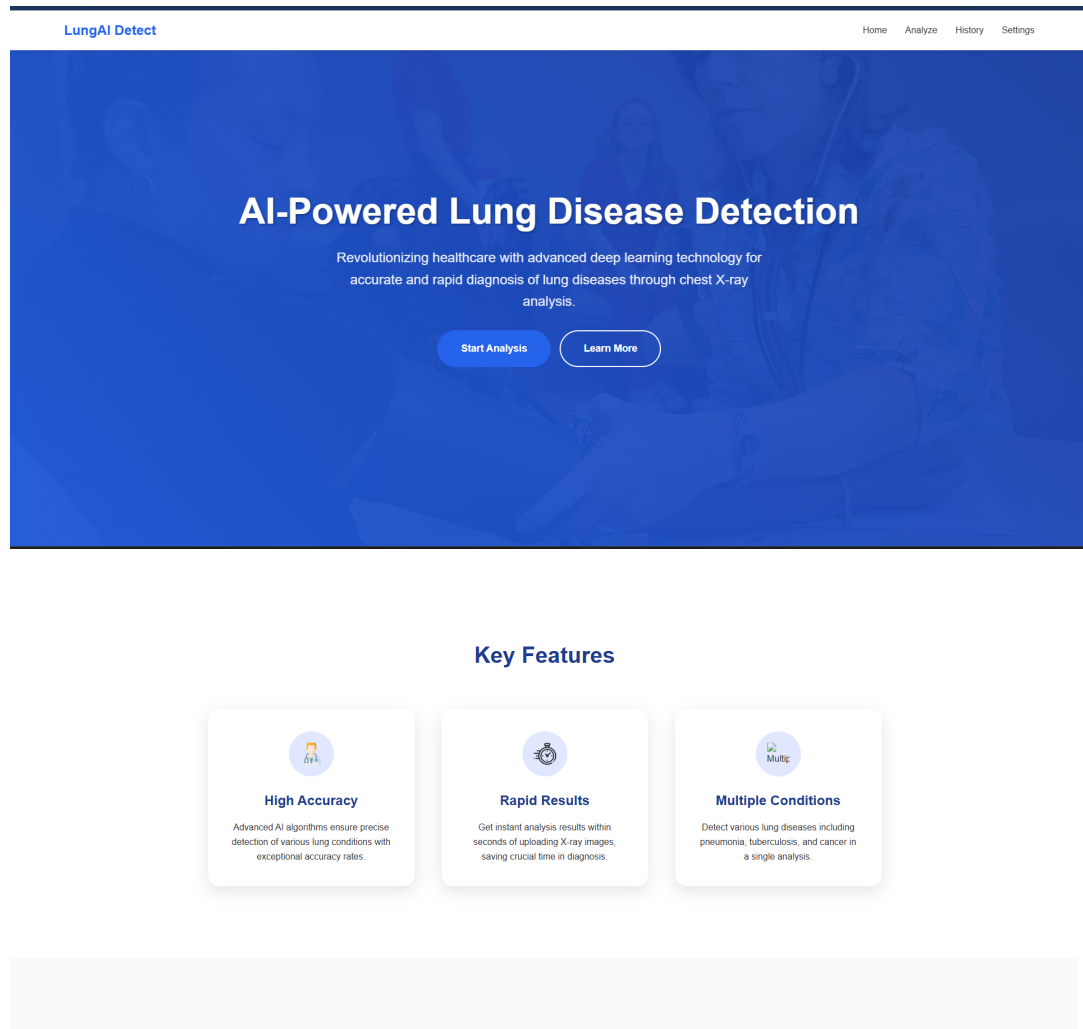 LungAI Detect
Home Analyze History Settings
AI-Powered Lung Disease Detection
Revolutionizing healthcare with advanced deep learning technology for
accurate and rapid diagnosis of lung diseases through chest X-ray
analysis.
Start Analysis Learn More
Key Features
High Accuracy
Advanced AI algorithms ensure precise
detection of various lung conditions with
exceptional accuracy rates.
Rapid Results
Get instant analysis results within
seconds of uploading X-ray images,
saving crucial time in diagnosis.
Multip
Multiple Conditions
Detect various lung diseases including
pneumonia, tuberculosis, and cancer in
a single analysis.